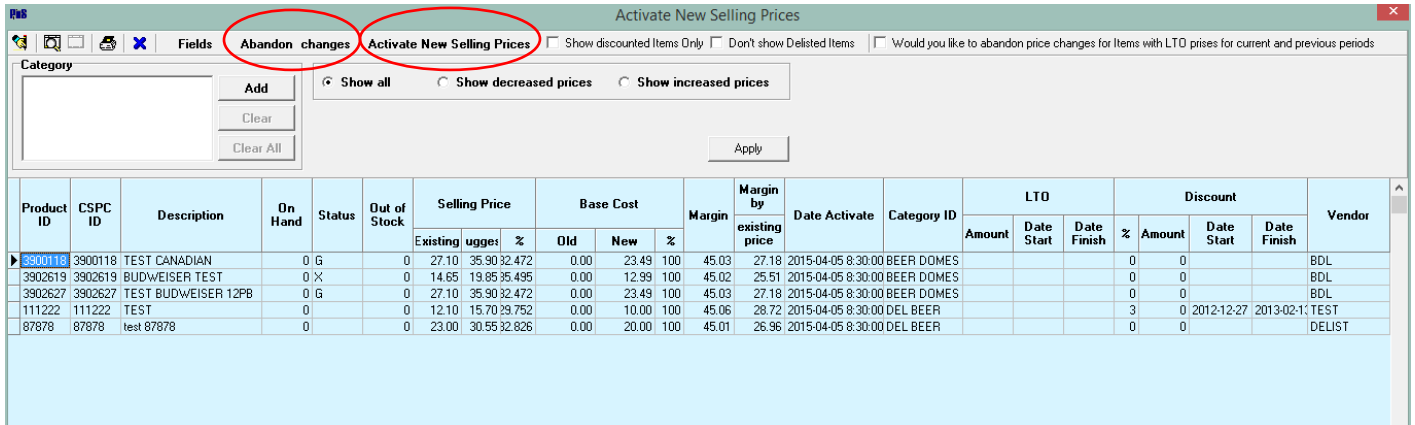 PinS Activate New Selling Prices
Fields Abandon changes Activate New Selling Prices Show discounted Items Only Don't show Delisted Items Would you like to abandon price changes for Items with LTO prises for current and previous periods
Category
Add
Clear
Clear All
Show all Show decreased prices Show increased prices
Apply
Product ID CSPC ID Description On Hand Status Out of Stock Selling Price Base Cost Margin Margin by existing price Date Activate Category ID LTO Discount Vendor
Existing ugges % Old New % Amount Date Start Date Finish % Amount Date Start Date Finish
3900118 3900118 TEST CANADIAN 0 G 0 27.10 35.90 32.472 0.00 23.49 100 45.03 27.18 2015-04-05 8:30:00 BEER DOMES 0 0 BDL
3902619 3902619 BUDWEISER TEST 0 X 0 14.65 19.85 35.495 0.00 12.99 100 45.02 25.51 2015-04-05 8:30:00 BEER DOMES 0 0 BDL
3902627 3902627 TEST BUDWEISER 12PB 0 G 0 27.10 35.90 32.472 0.00 23.49 100 45.03 27.18 2015-04-05 8:30:00 BEER DOMES 0 0 BDL
111222 111222 TEST 0 0 12.10 15.70 29.752 0.00 10.00 100 45.06 28.72 2015-04-05 8:30:00 DEL BEER 3 0 2012-12-27 2013-02-1 TEST
87878 87878 test 87878 0 0 23.00 30.55 32.826 0.00 20.00 100 45.01 26.96 2015-04-05 8:30:00 DEL BEER 0 0 DELIST